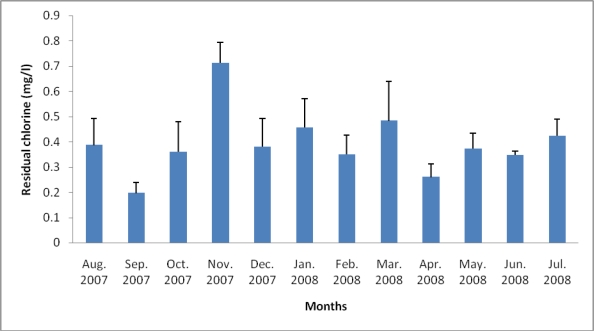 0.9
0.8
0.7
0.6
0.5
0.4
0.3
0.2
0.1
0
Residual chlorine (mg/l)
Aug. Sep. Oct. Nov. Dec. Jan. Feb. Mar. Apr. May. Jun. Jul.
2007 2007 2007 2007 2007 2008 2008 2008 2008 2008 2008 2008
Months